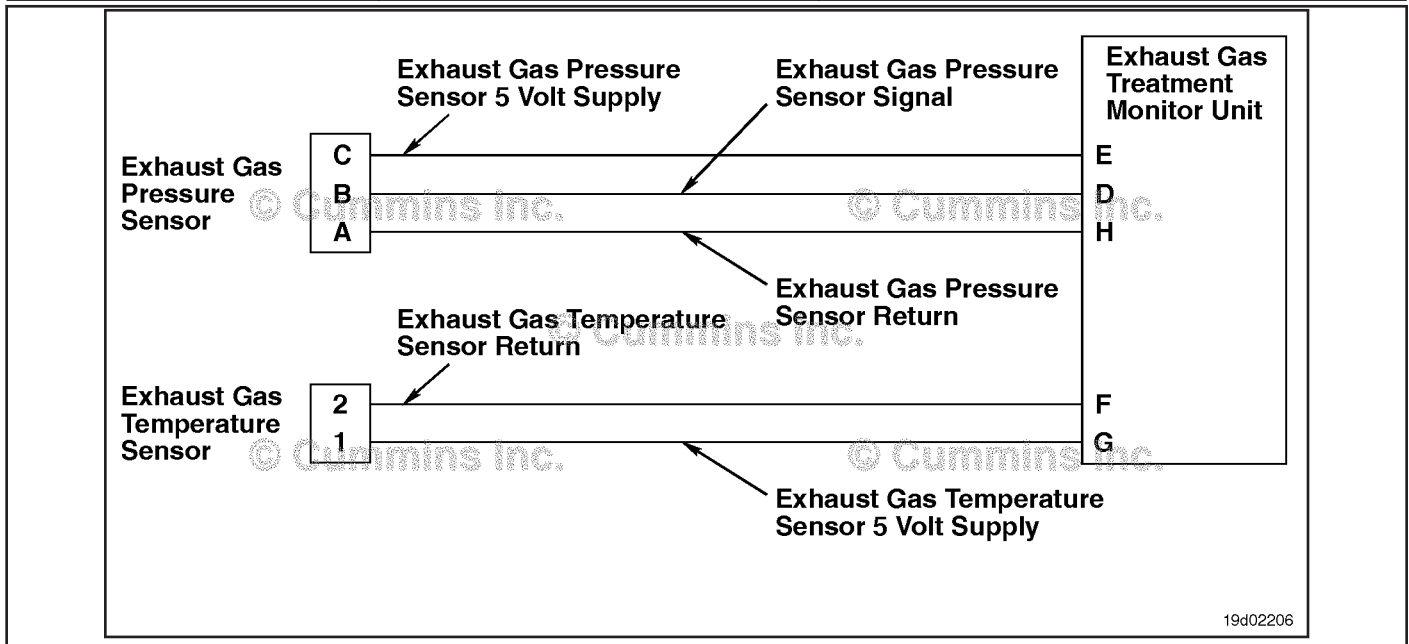 Exhaust Gas Pressure
Sensor 5 Volt Supply
Exhaust Gas Pressure
Sensor Signal
Exhaust Gas
Treatment
Monitor Unit
Exhaust Gas
Pressure
Sensor
C
B
A
E
D
H
© Cummins Inc.
© Cummins Inc.
Exhaust Gas Pressure
Sensor Return
Exhaust Gas Temperature
Sensor Return
© Cummins Inc.
Exhaust Gas
Temperature
Sensor
2
1
F
G
© Cummins Inc.
© Cummins Inc.
Exhaust Gas Temperature
Sensor 5 Volt Supply
19d02206